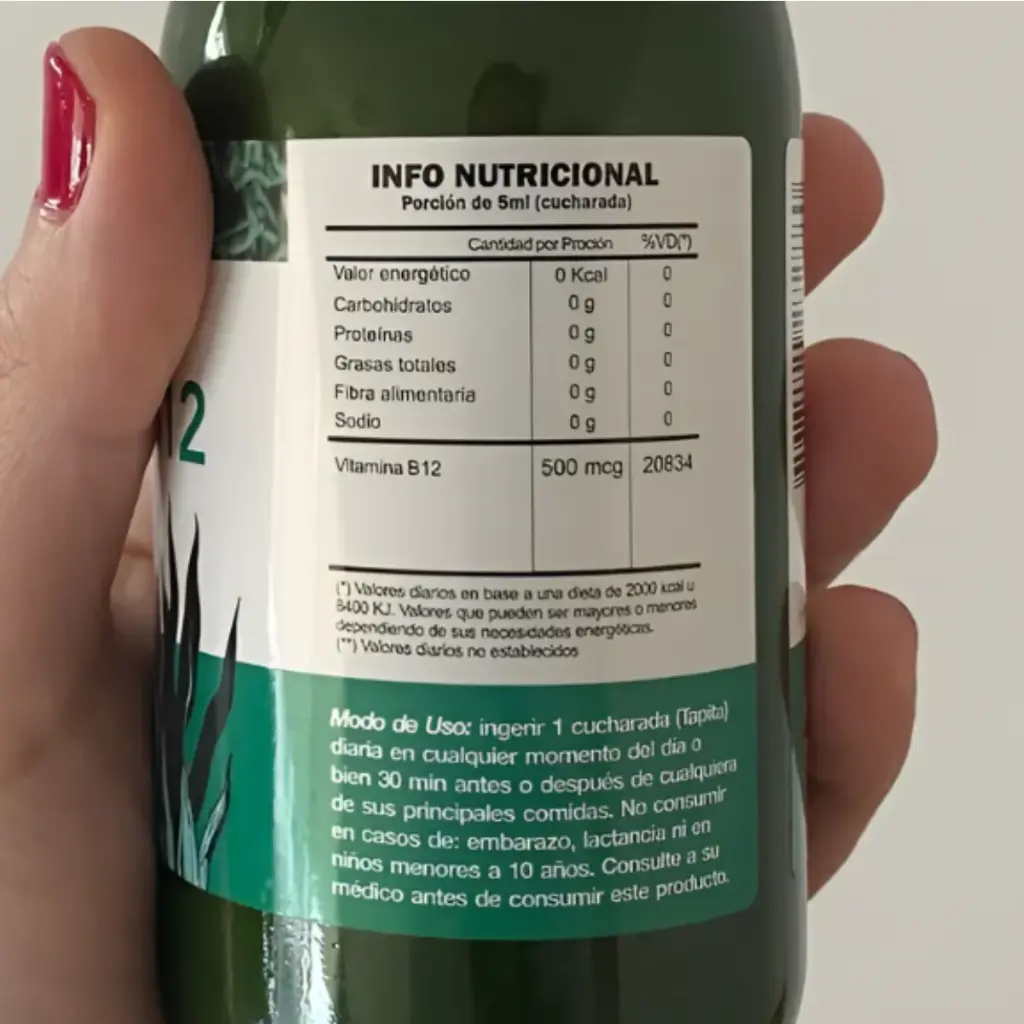 INFO NUTRICIONAL
Porción de 5ml (cucharada)
Cantidad por Proción %VD(*)
Valor energético 0 Kcal 0
Carbohidratos 0 g 0
Proteínas 0 g 0
Grasas totales 0 g 0
Fibra alimentaria 0 g 0
Sodio 0 g 0
Vitamina B12 500 mcg 20834
12
(*) Valores diarios en base a una dieta de 2000 kcal u
8400 KJ. Valores que pueden ser mayores o menores
dependiendo de sus necesidades energéticas.
(**) Valores diarios no establecidos
Modo de Uso: ingerir 1 cucharada (Tapita)
diaria en cualquier momento del día o
bien 30 min antes o después de cualquiera
de sus principales comidas. No consumir
en casos de: embarazo, lactancia ni en
niños menores a 10 años. Consulte a su
médico antes de consumir este producto.